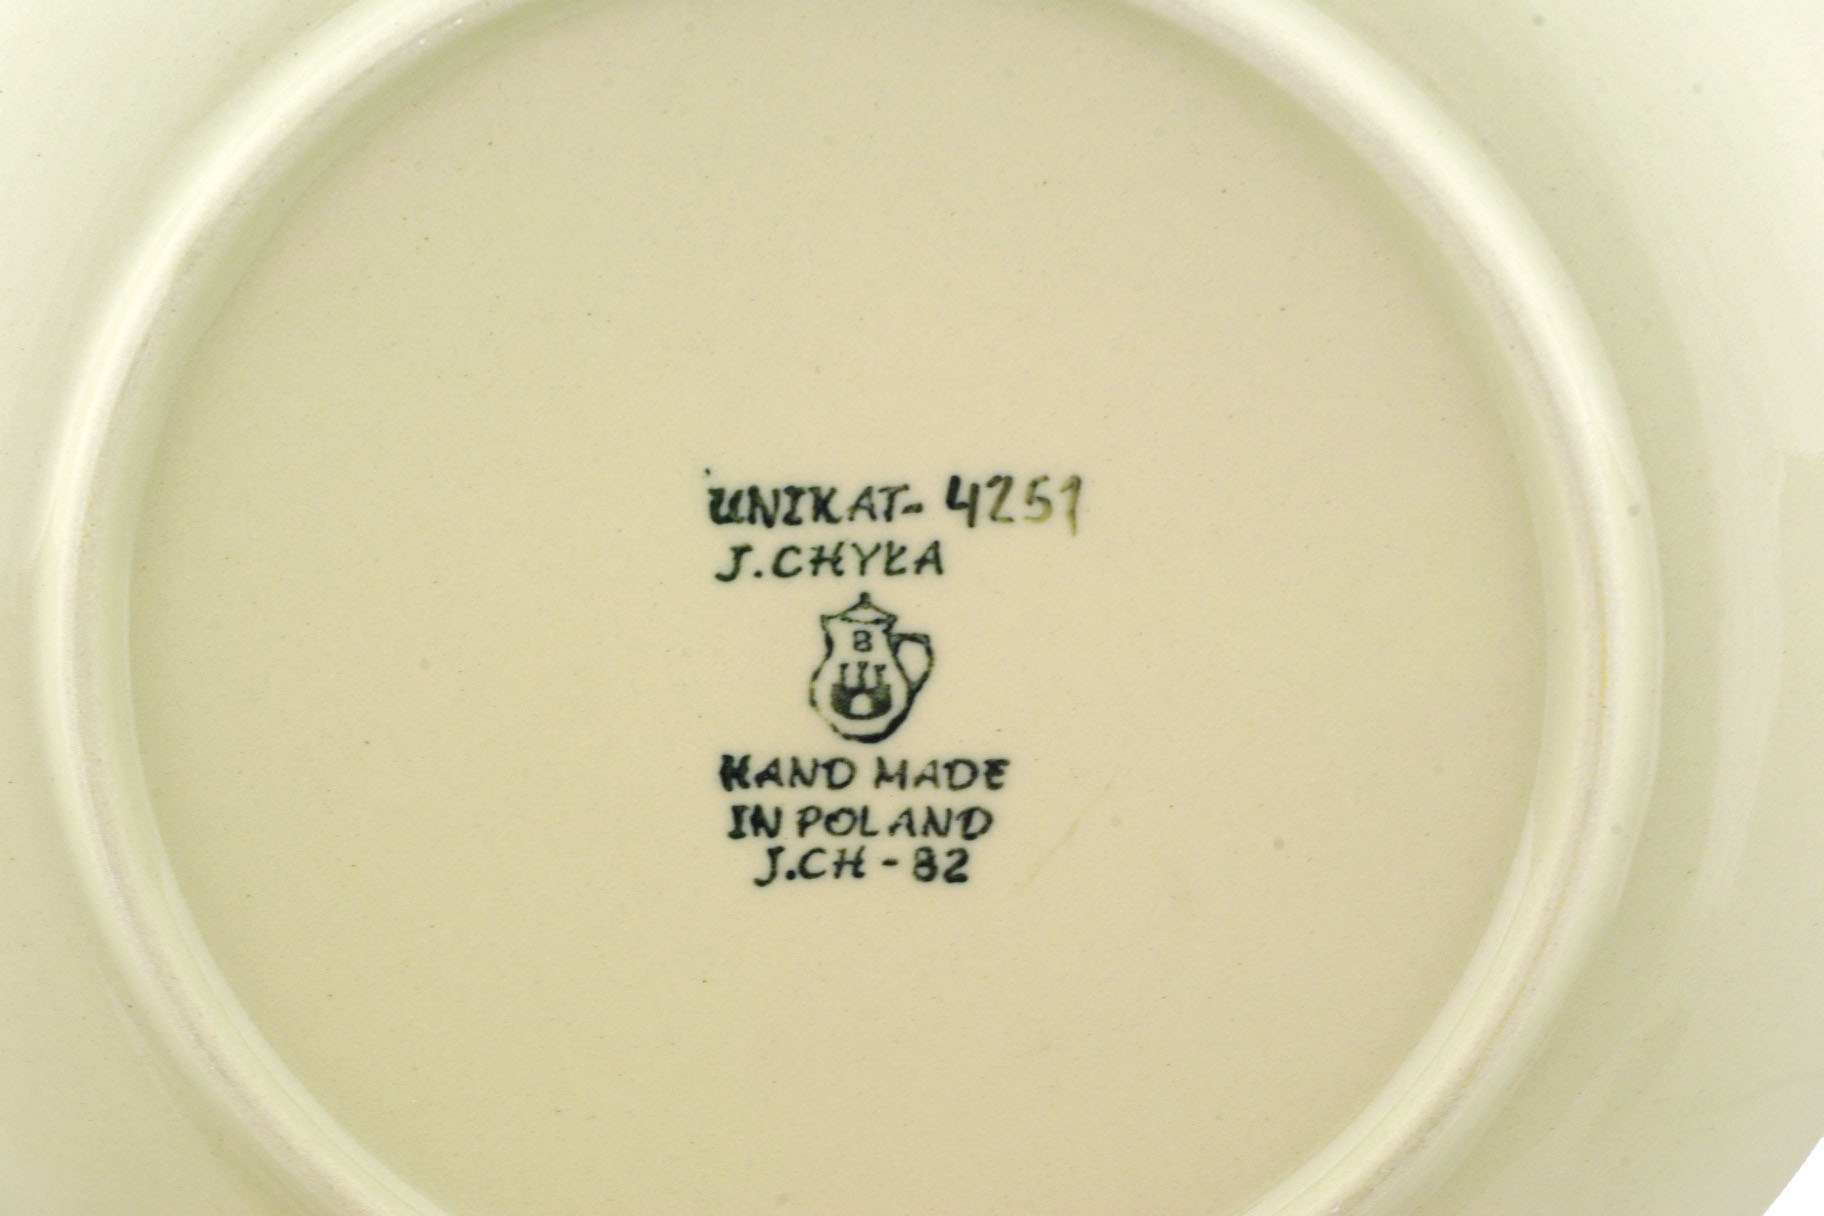 UNIKAT- 4251
J.CHYŁA
B
HAND MADE
IN POLAND
J.CH - 82